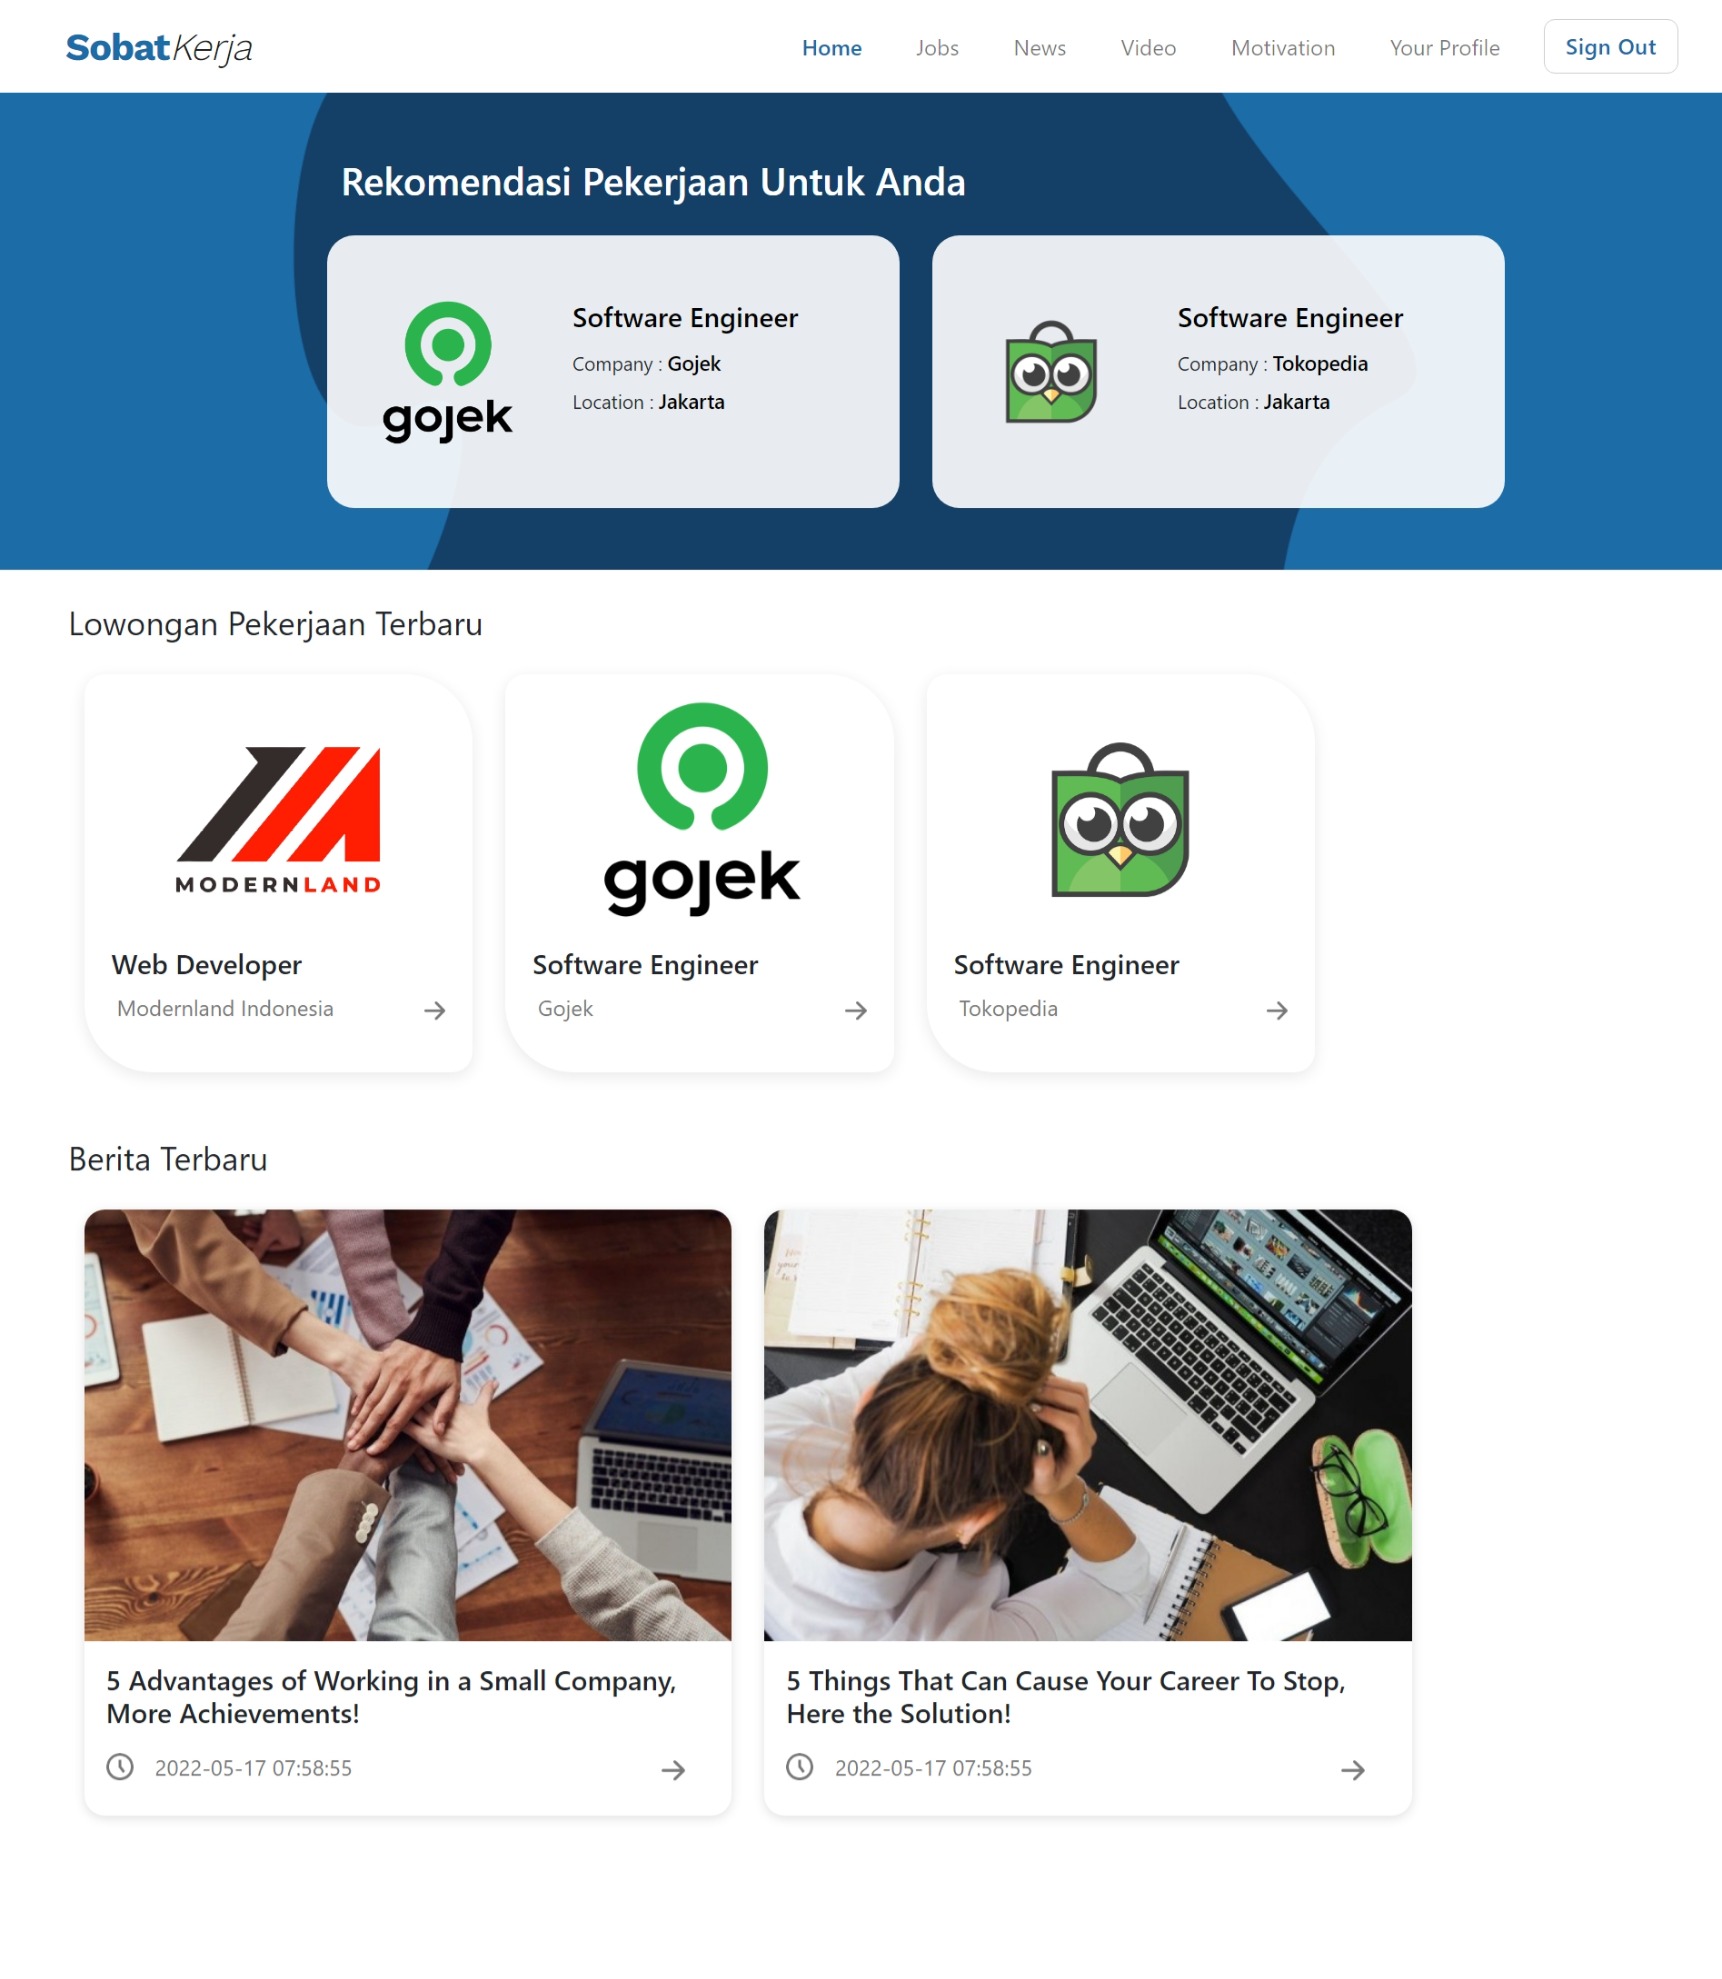 SobatKerja
Home
Jobs
News
Video
Motivation
Your Profile
Sign Out
Rekomendasi Pekerjaan Untuk Anda
gojek
Software Engineer
Company : Gojek
Location : Jakarta
Software Engineer
Company : Tokopedia
Location : Jakarta
Lowongan Pekerjaan Terbaru
MODERNLAND
Web Developer
Modernland Indonesia
gojek
Software Engineer
Gojek
Software Engineer
Tokopedia
Berita Terbaru
5 Advantages of Working in a Small Company,
More Achievements!
2022-05-17 07:58:55
5 Things That Can Cause Your Career To Stop,
Here the Solution!
2022-05-17 07:58:55